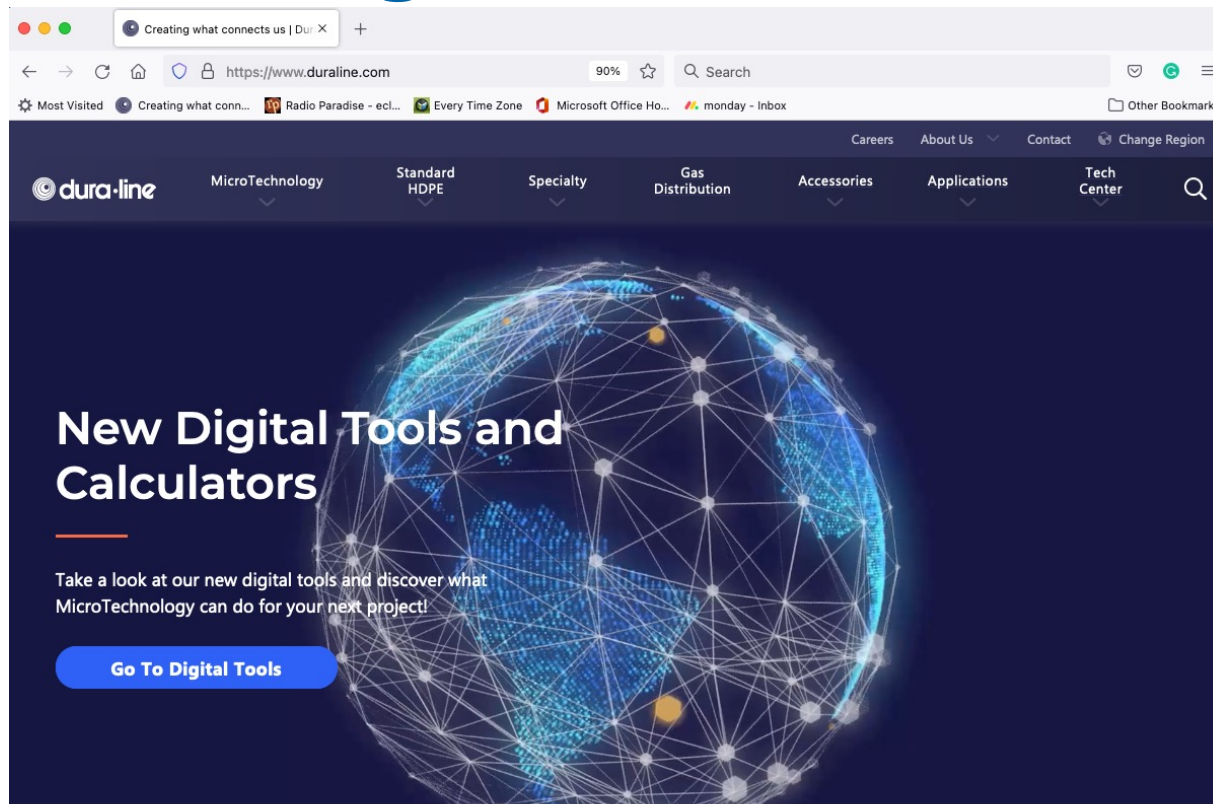 Creating what connects us | Dur
https://www.duraline.com 90% Search
Most Visited Creating what conn... Radio Paradise - ecl... Every Time Zone Microsoft Office Ho... monday - Inbox Other Bookmark
Careers About Us Contact Change Region
dura·line MicroTechnology Standard HDPE Specialty Gas Distribution Accessories Applications Tech Center
New Digital Tools and
Calculators
Take a look at our new digital tools and discover what
MicroTechnology can do for your next project!
Go To Digital Tools